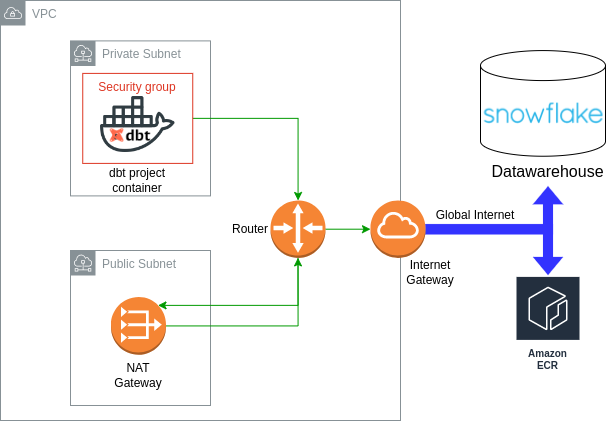 VPC
Private Subnet
Security group
dbt
dbt project
container
Router
Public Subnet
NAT
Gateway
Internet
Gateway
Global Internet
snowflake
Datawarehouse
Amazon
ECR